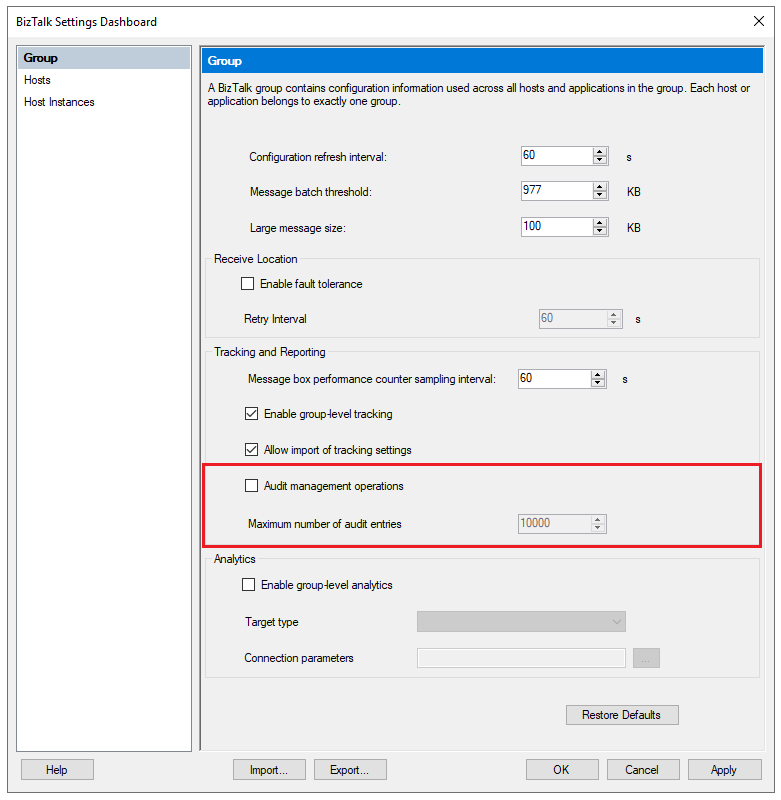 BizTalk Settings Dashboard
Group
Hosts
Host Instances
Group
A BizTalk group contains configuration information used across all hosts and applications in the group. Each host or
application belongs to exactly one group.
Configuration refresh interval: 60 s
Message batch threshold: 977 KB
Large message size: 100 KB
Receive Location
Enable fault tolerance
Retry Interval 60 s
Tracking and Reporting
Message box performance counter sampling interval: 60 s
Enable group-level tracking
Allow import of tracking settings
Audit management operations
Maximum number of audit entries 10000
Analytics
Enable group-level analytics
Target type
Connection parameters ...
Restore Defaults
Help Import... Export... OK Cancel Apply